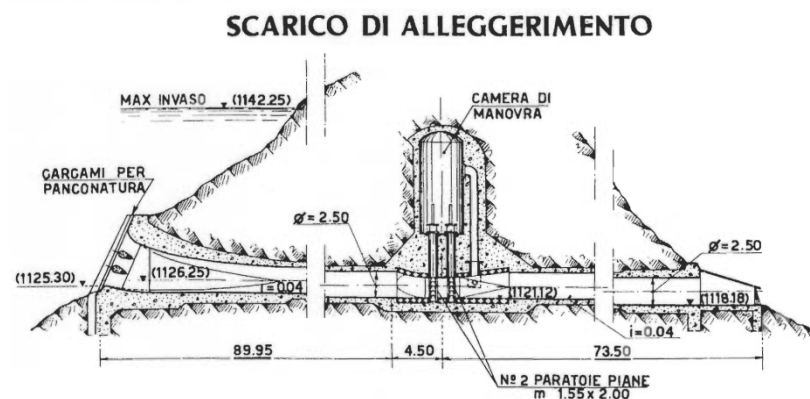 SCARICO DI ALLEGGERIMENTO
MAX INVASO (1142.25)
CAMERA DI
MANOVRA
GARGAMI PER
PANCONATURA
Ø=2.50
Ø=2.50
(1125.30)
(1126.25)
i=0.04
(1121.12)
(1118.18)
i=0.04
89.95
4.50
73.50
Nº2 PARATOIE PIANE
m 1.55x2.00